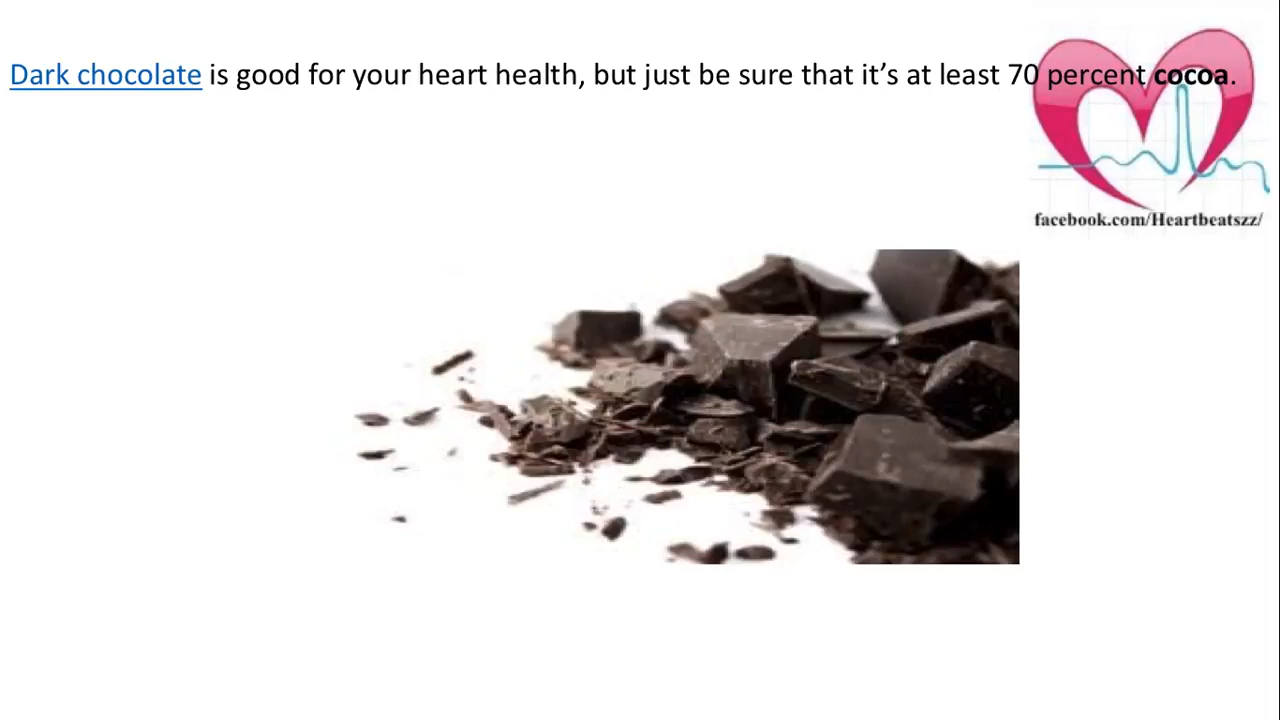 Dark chocolate is good for your heart health, but just be sure that it’s at least 70 percent cocoa.
facebook.com/Heartbeatszz/